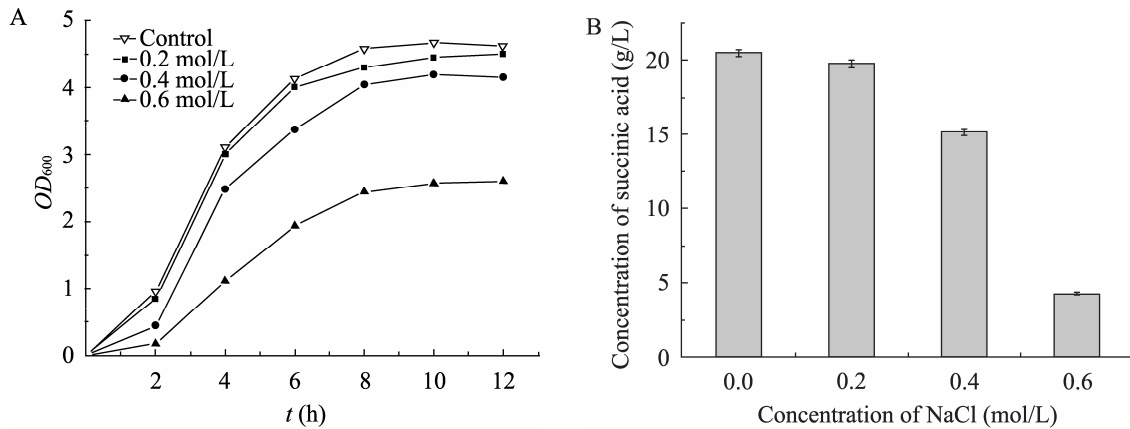 A
5
4
3
2
1
0
OD600
Control
0.2 mol/L
0.4 mol/L
0.6 mol/L
2 4 6 8 10 12
t (h)
B
Concentration of succinic acid (g/L)
20
15
10
5
0
0.0 0.2 0.4 0.6
Concentration of NaCl (mol/L)